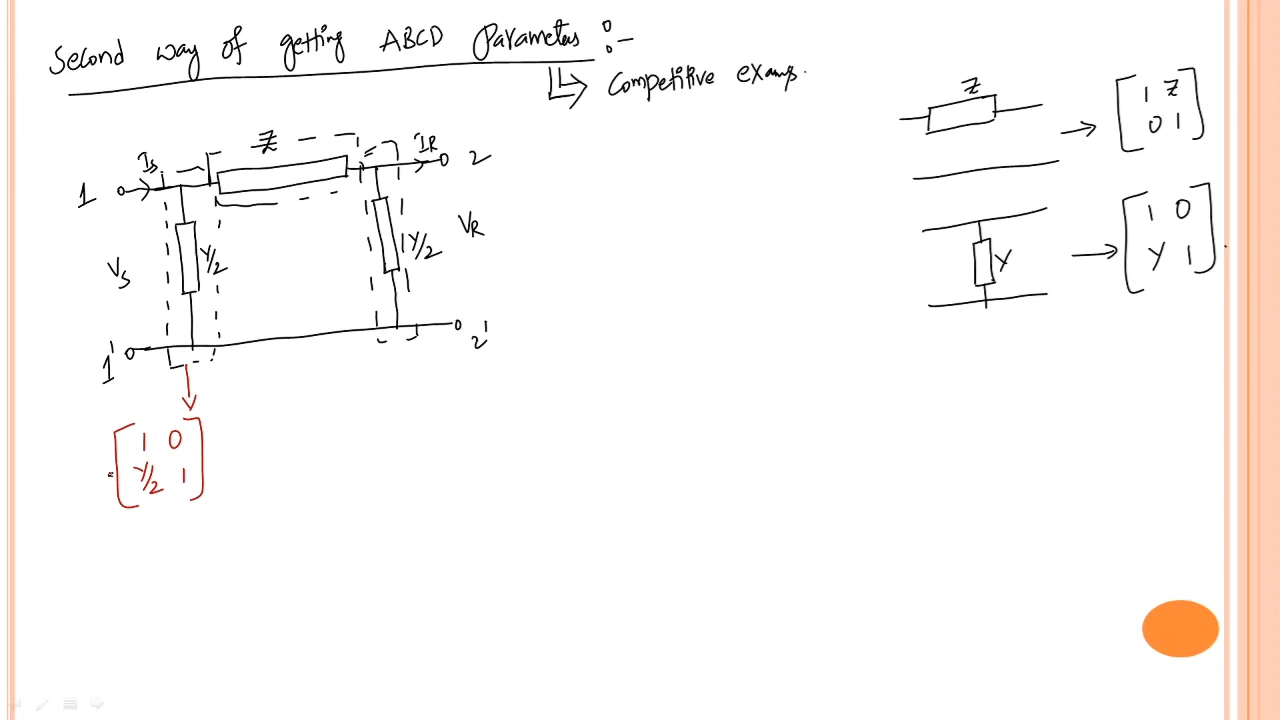 Second way of getting ABCD Parameters :-
↳ Competitive exams.
Z
[1 Z
0 1]
Z
Is
IR
1
2
Y/2
Y/2
Vs
VR
1'
2'
Y
[1 0
Y 1]
= [1 0
Y/2 1]